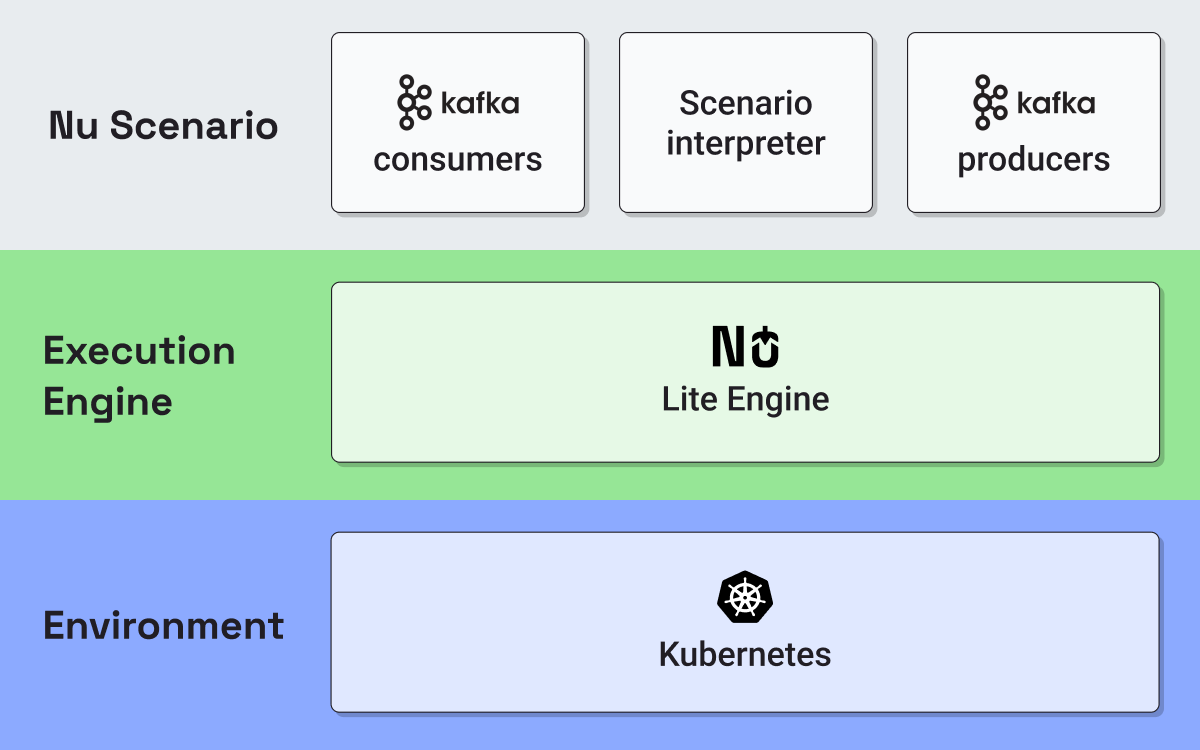 Nu Scenario
kafka
consumers
Scenario
interpreter
kafka
producers
Execution
Engine
Nu
Lite Engine
Environment
Kubernetes